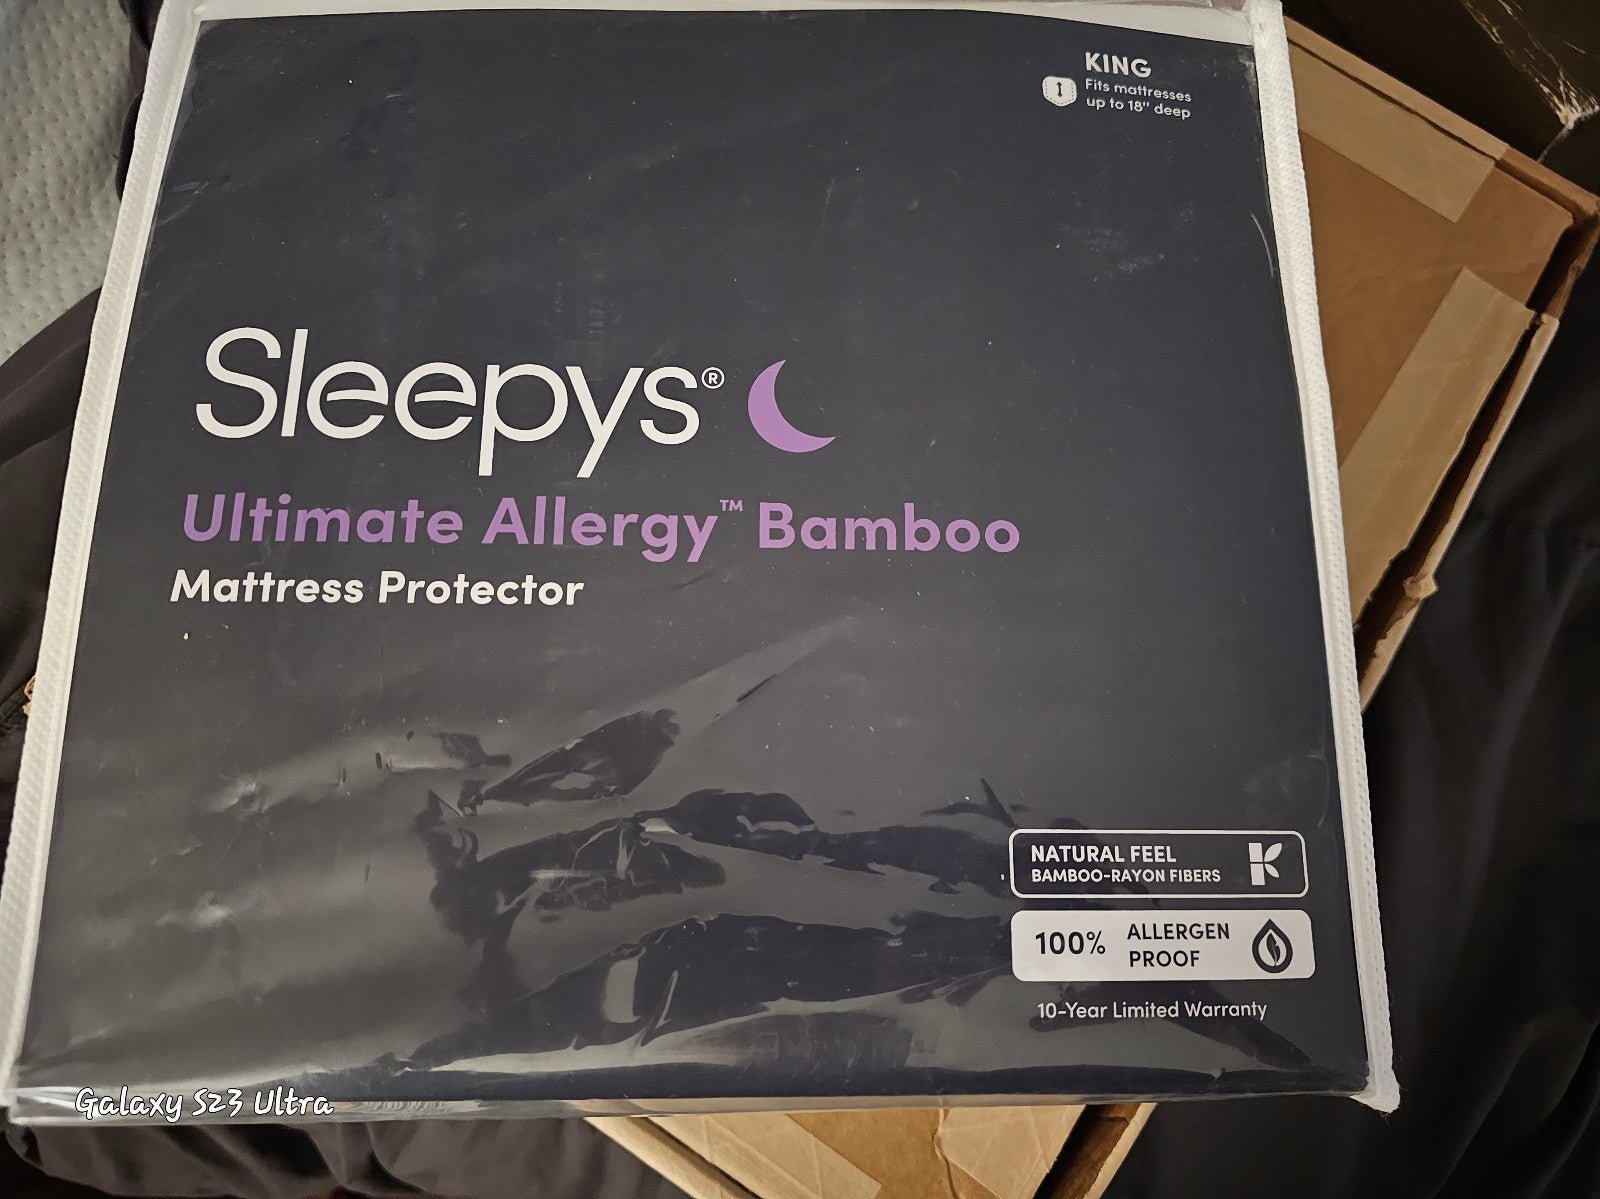 KING
Fits mattresses
up to 18" deep
Sleepys®
Ultimate Allergy™ Bamboo
Mattress Protector
NATURAL FEEL
BAMBOO-RAYON FIBERS
100% ALLERGEN
PROOF
10-Year Limited Warranty
Galaxy S23 Ultra